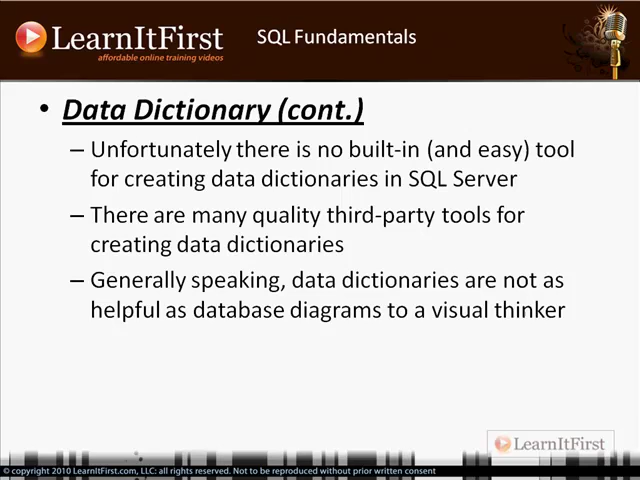 LearnItFirst
affordable online training videos
SQL Fundamentals
• Data Dictionary (cont.)
– Unfortunately there is no built-in (and easy) tool
for creating data dictionaries in SQL Server
– There are many quality third-party tools for
creating data dictionaries
– Generally speaking, data dictionaries are not as
helpful as database diagrams to a visual thinker
LearnItFirst
© copyright 2010 LearnItFirst.com, LLC: all rights reserved. Not to be reproduced without prior written consent